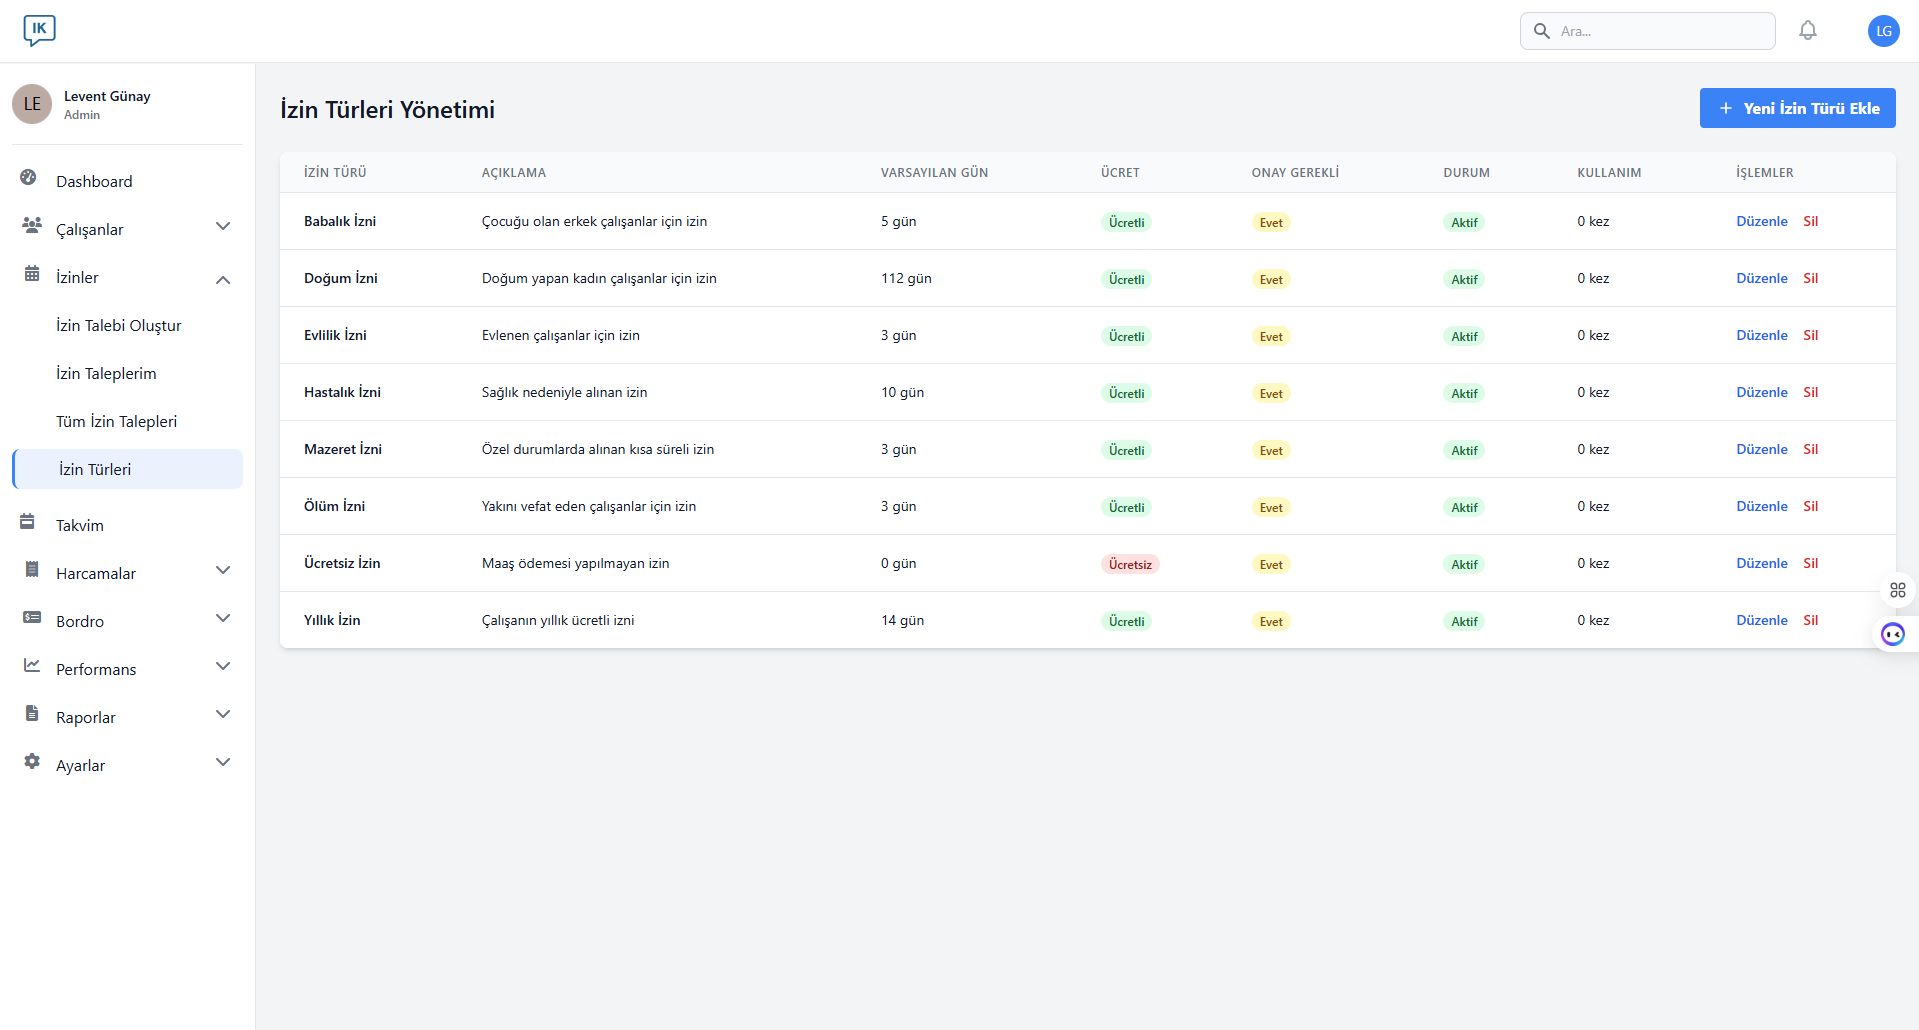 IK
Ara...
LG
LE
Levent Günay
Admin
Dashboard
Çalışanlar
İzinler
İzin Talebi Oluştur
İzin Taleplerim
Tüm İzin Talepleri
İzin Türleri
Takvim
Harcamalar
Bordro
Performans
Raporlar
Ayarlar
İzin Türleri Yönetimi
+ Yeni İzin Türü Ekle
İZİN TÜRÜ AÇIKLAMA VARSAYILAN GÜN ÜCRET ONAY GEREKLİ DURUM KULLANIM İŞLEMLER
Babalık İzni Çocuğu olan erkek çalışanlar için izin 5 gün Ücretli Evet Aktif 0 kez Düzenle Sil
Doğum İzni Doğum yapan kadın çalışanlar için izin 112 gün Ücretli Evet Aktif 0 kez Düzenle Sil
Evlilik İzni Evlenen çalışanlar için izin 3 gün Ücretli Evet Aktif 0 kez Düzenle Sil
Hastalık İzni Sağlık nedeniyle alınan izin 10 gün Ücretli Evet Aktif 0 kez Düzenle Sil
Mazeret İzni Özel durumlarda alınan kısa süreli izin 3 gün Ücretli Evet Aktif 0 kez Düzenle Sil
Ölüm İzni Yakını vefat eden çalışanlar için izin 3 gün Ücretli Evet Aktif 0 kez Düzenle Sil
Ücretsiz İzin Maaş ödemesi yapılmayan izin 0 gün Ücretsiz Evet Aktif 0 kez Düzenle Sil
Yıllık İzin Çalışanın yıllık ücretli izni 14 gün Ücretli Evet Aktif 0 kez Düzenle Sil